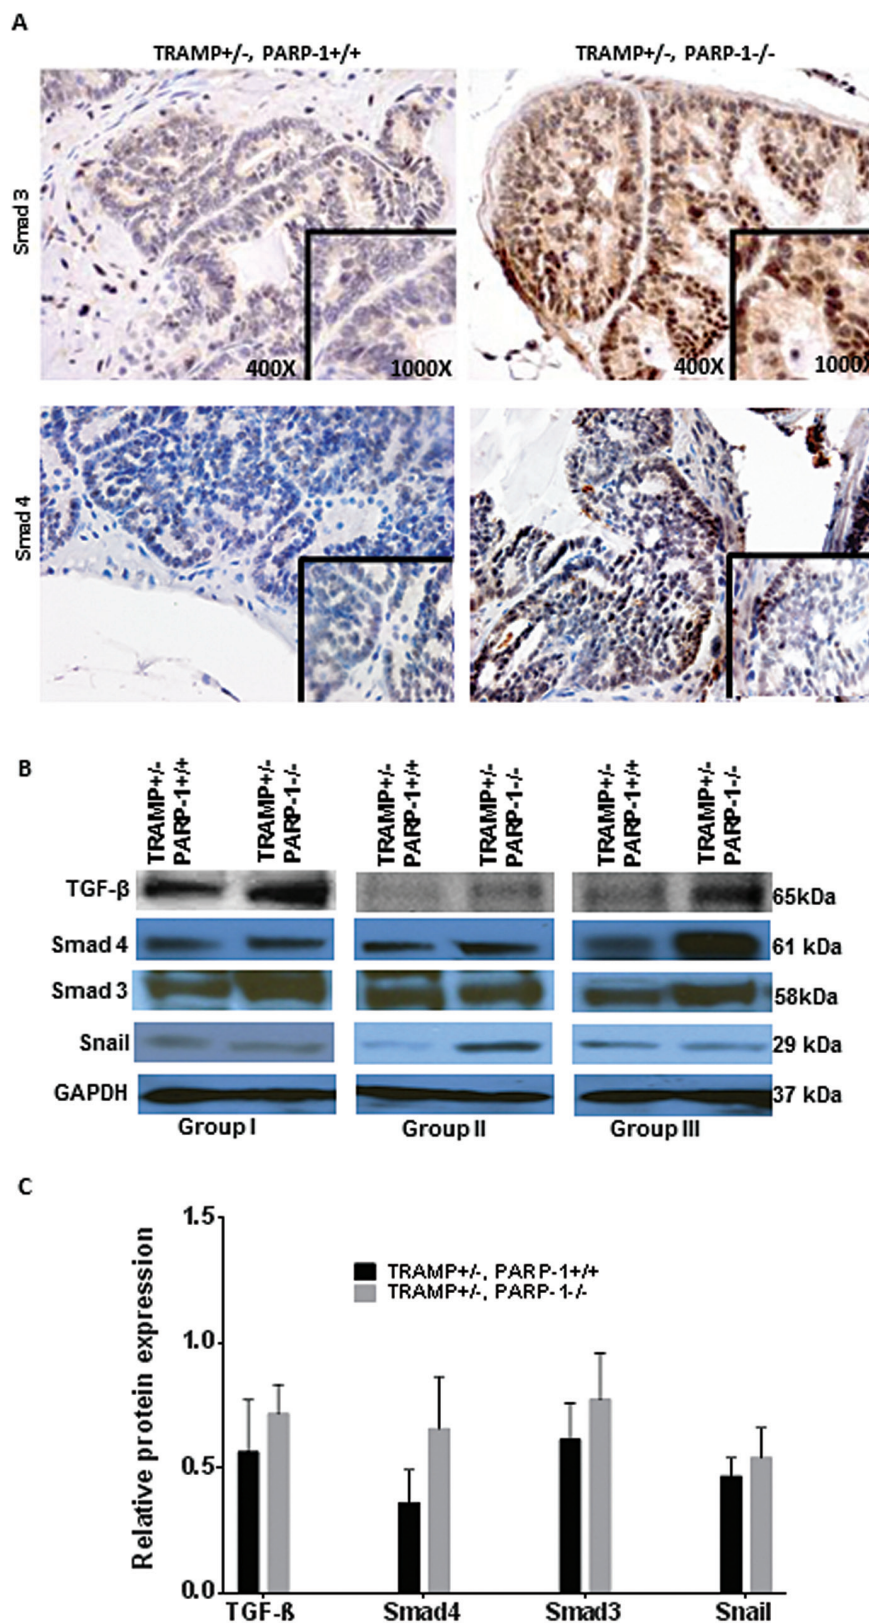 A
TRAMP+/-, PARP-1+/+
TRAMP+/-, PARP-1-/-
Smad 3
400X
1000X
400X
1000X
Smad 4
B
TRAMP+/-
PARP-1+/+
TRAMP+/-
PARP-1-/-
TRAMP+/-
PARP-1+/+
TRAMP+/-
PARP-1-/-
TRAMP+/-
PARP-1+/+
TRAMP+/-
PARP-1-/-
TGF-β 65kDa
Smad 4 61 kDa
Smad 3 58kDa
Snail 29 kDa
GAPDH 37 kDa
Group I Group II Group III
C
Relative protein expression
1.5
1.0
0.5
0.0
TRAMP+/-, PARP-1+/+
TRAMP+/-, PARP-1-/-
TGF-ß Smad4 Smad3 Snail